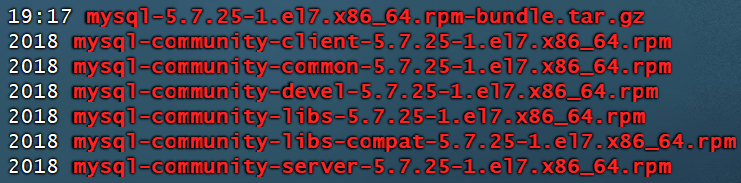 19:17 mysql-5.7.25-1.el7.x86_64.rpm-bundle.tar.gz
2018 mysql-community-client-5.7.25-1.el7.x86_64.rpm
2018 mysql-community-common-5.7.25-1.el7.x86_64.rpm
2018 mysql-community-devel-5.7.25-1.el7.x86_64.rpm
2018 mysql-community-libs-5.7.25-1.el7.x86_64.rpm
2018 mysql-community-libs-compat-5.7.25-1.el7.x86_64.rpm
2018 mysql-community-server-5.7.25-1.el7.x86_64.rpm